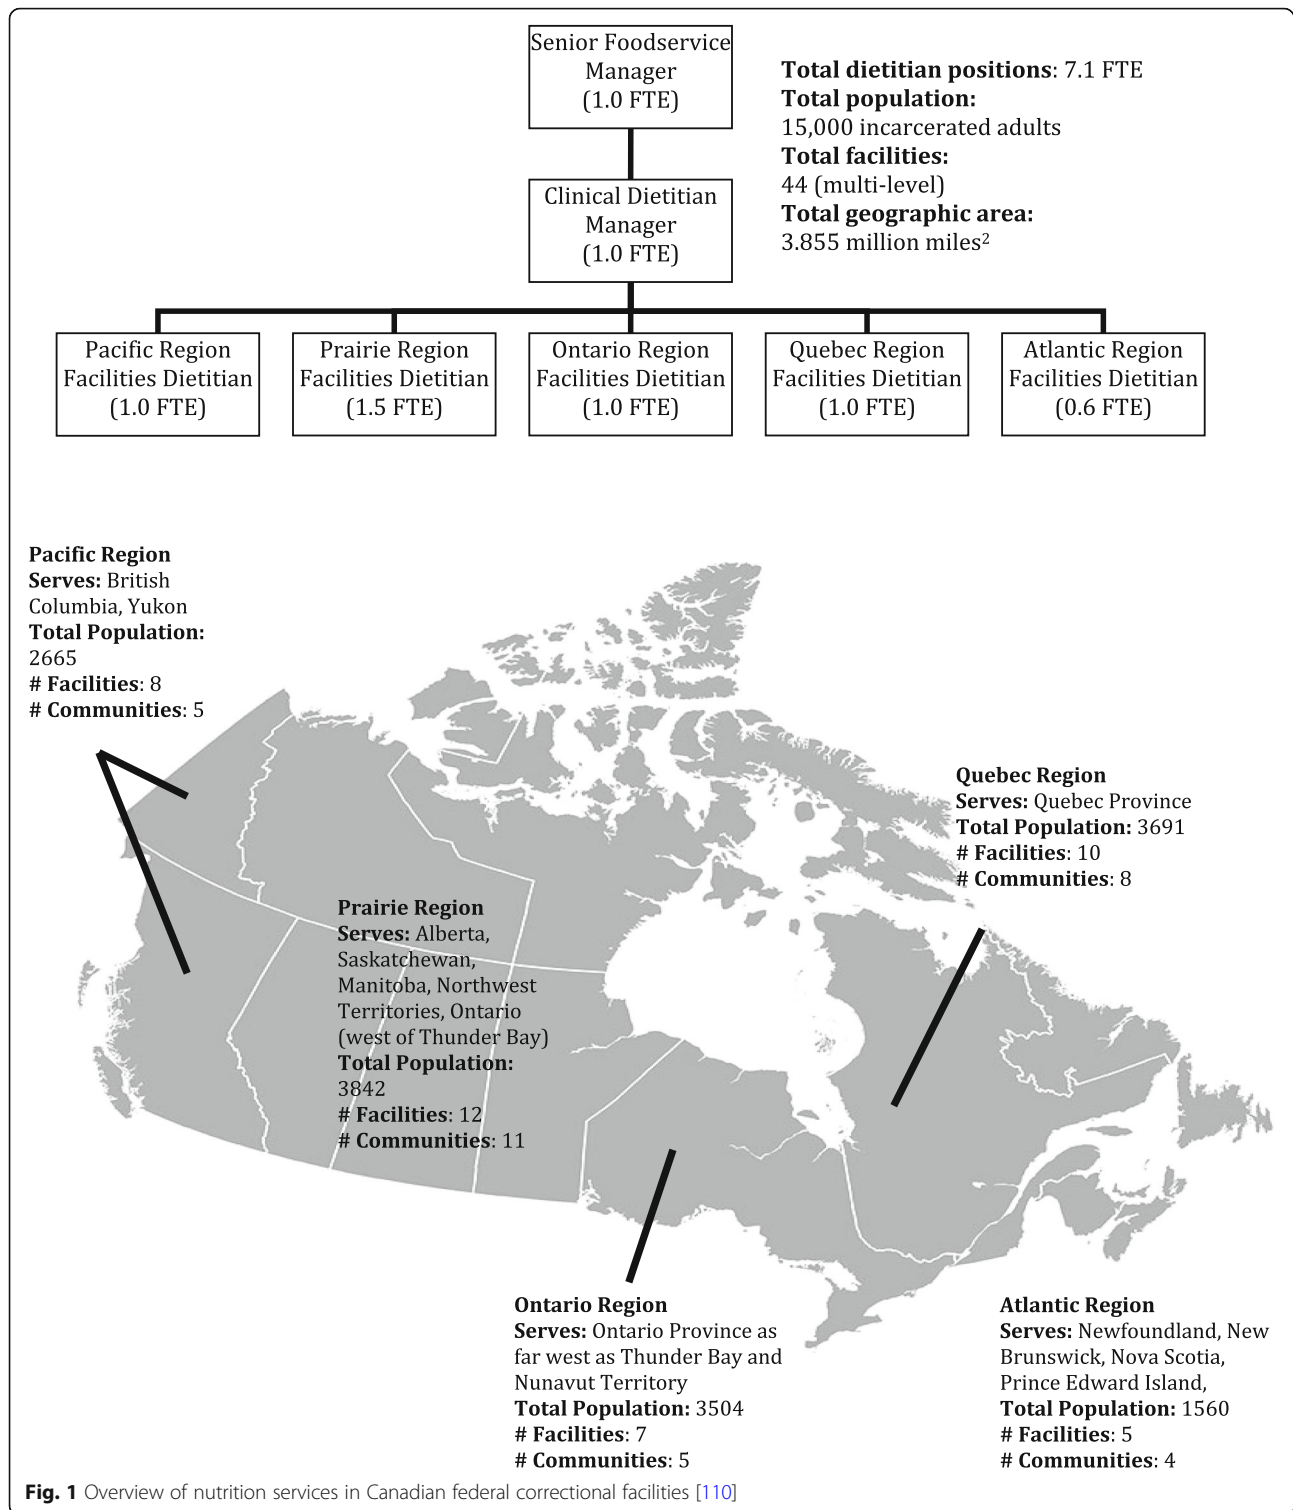 Senior Foodservice
Manager
(1.0 FTE)
Total dietitian positions: 7.1 FTE
Total population:
15,000 incarcerated adults
Total facilities:
44 (multi-level)
Total geographic area:
3.855 million miles²
Clinical Dietitian
Manager
(1.0 FTE)
Pacific Region
Facilities Dietitian
(1.0 FTE)
Prairie Region
Facilities Dietitian
(1.5 FTE)
Ontario Region
Facilities Dietitian
(1.0 FTE)
Quebec Region
Facilities Dietitian
(1.0 FTE)
Atlantic Region
Facilities Dietitian
(0.6 FTE)
Pacific Region
Serves: British
Columbia, Yukon
Total Population:
2665
# Facilities: 8
# Communities: 5
Quebec Region
Serves: Quebec Province
Total Population: 3691
# Facilities: 10
# Communities: 8
Prairie Region
Serves: Alberta,
Saskatchewan,
Manitoba, Northwest
Territories, Ontario
(west of Thunder Bay)
Total Population:
3842
# Facilities: 12
# Communities: 11
Ontario Region
Serves: Ontario Province as
far west as Thunder Bay and
Nunavut Territory
Total Population: 3504
# Facilities: 7
# Communities: 5
Atlantic Region
Serves: Newfoundland, New
Brunswick, Nova Scotia,
Prince Edward Island,
Total Population: 1560
# Facilities: 5
# Communities: 4
Fig. 1 Overview of nutrition services in Canadian federal correctional facilities [110]